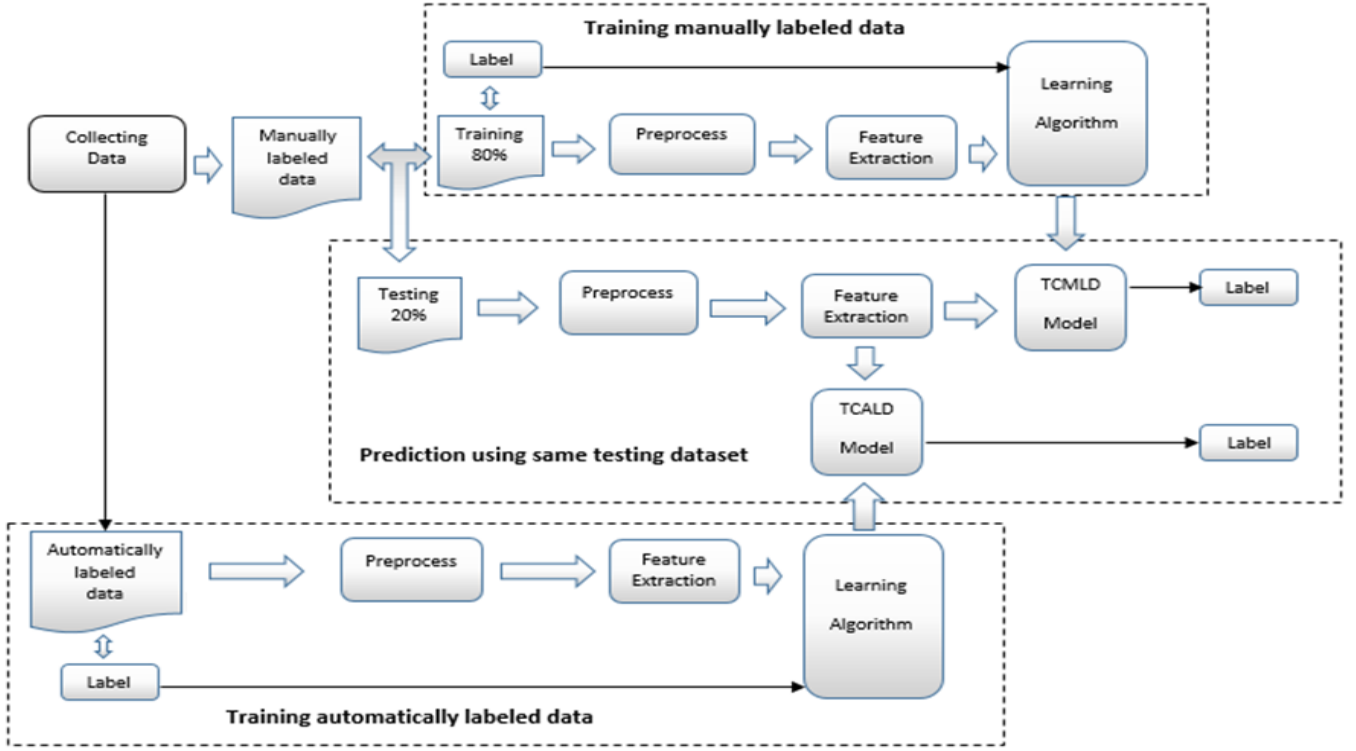 Training manually labeled data
Label
Learning
Algorithm
Collecting
Data
Manually
labeled
data
Training
80%
Preprocess
Feature
Extraction
Testing
20%
Preprocess
Feature
Extraction
TCMLD
Model
Label
TCALD
Model
Label
Prediction using same testing dataset
Automatically
labeled
data
Preprocess
Feature
Extraction
Learning
Algorithm
Label
Training automatically labeled data